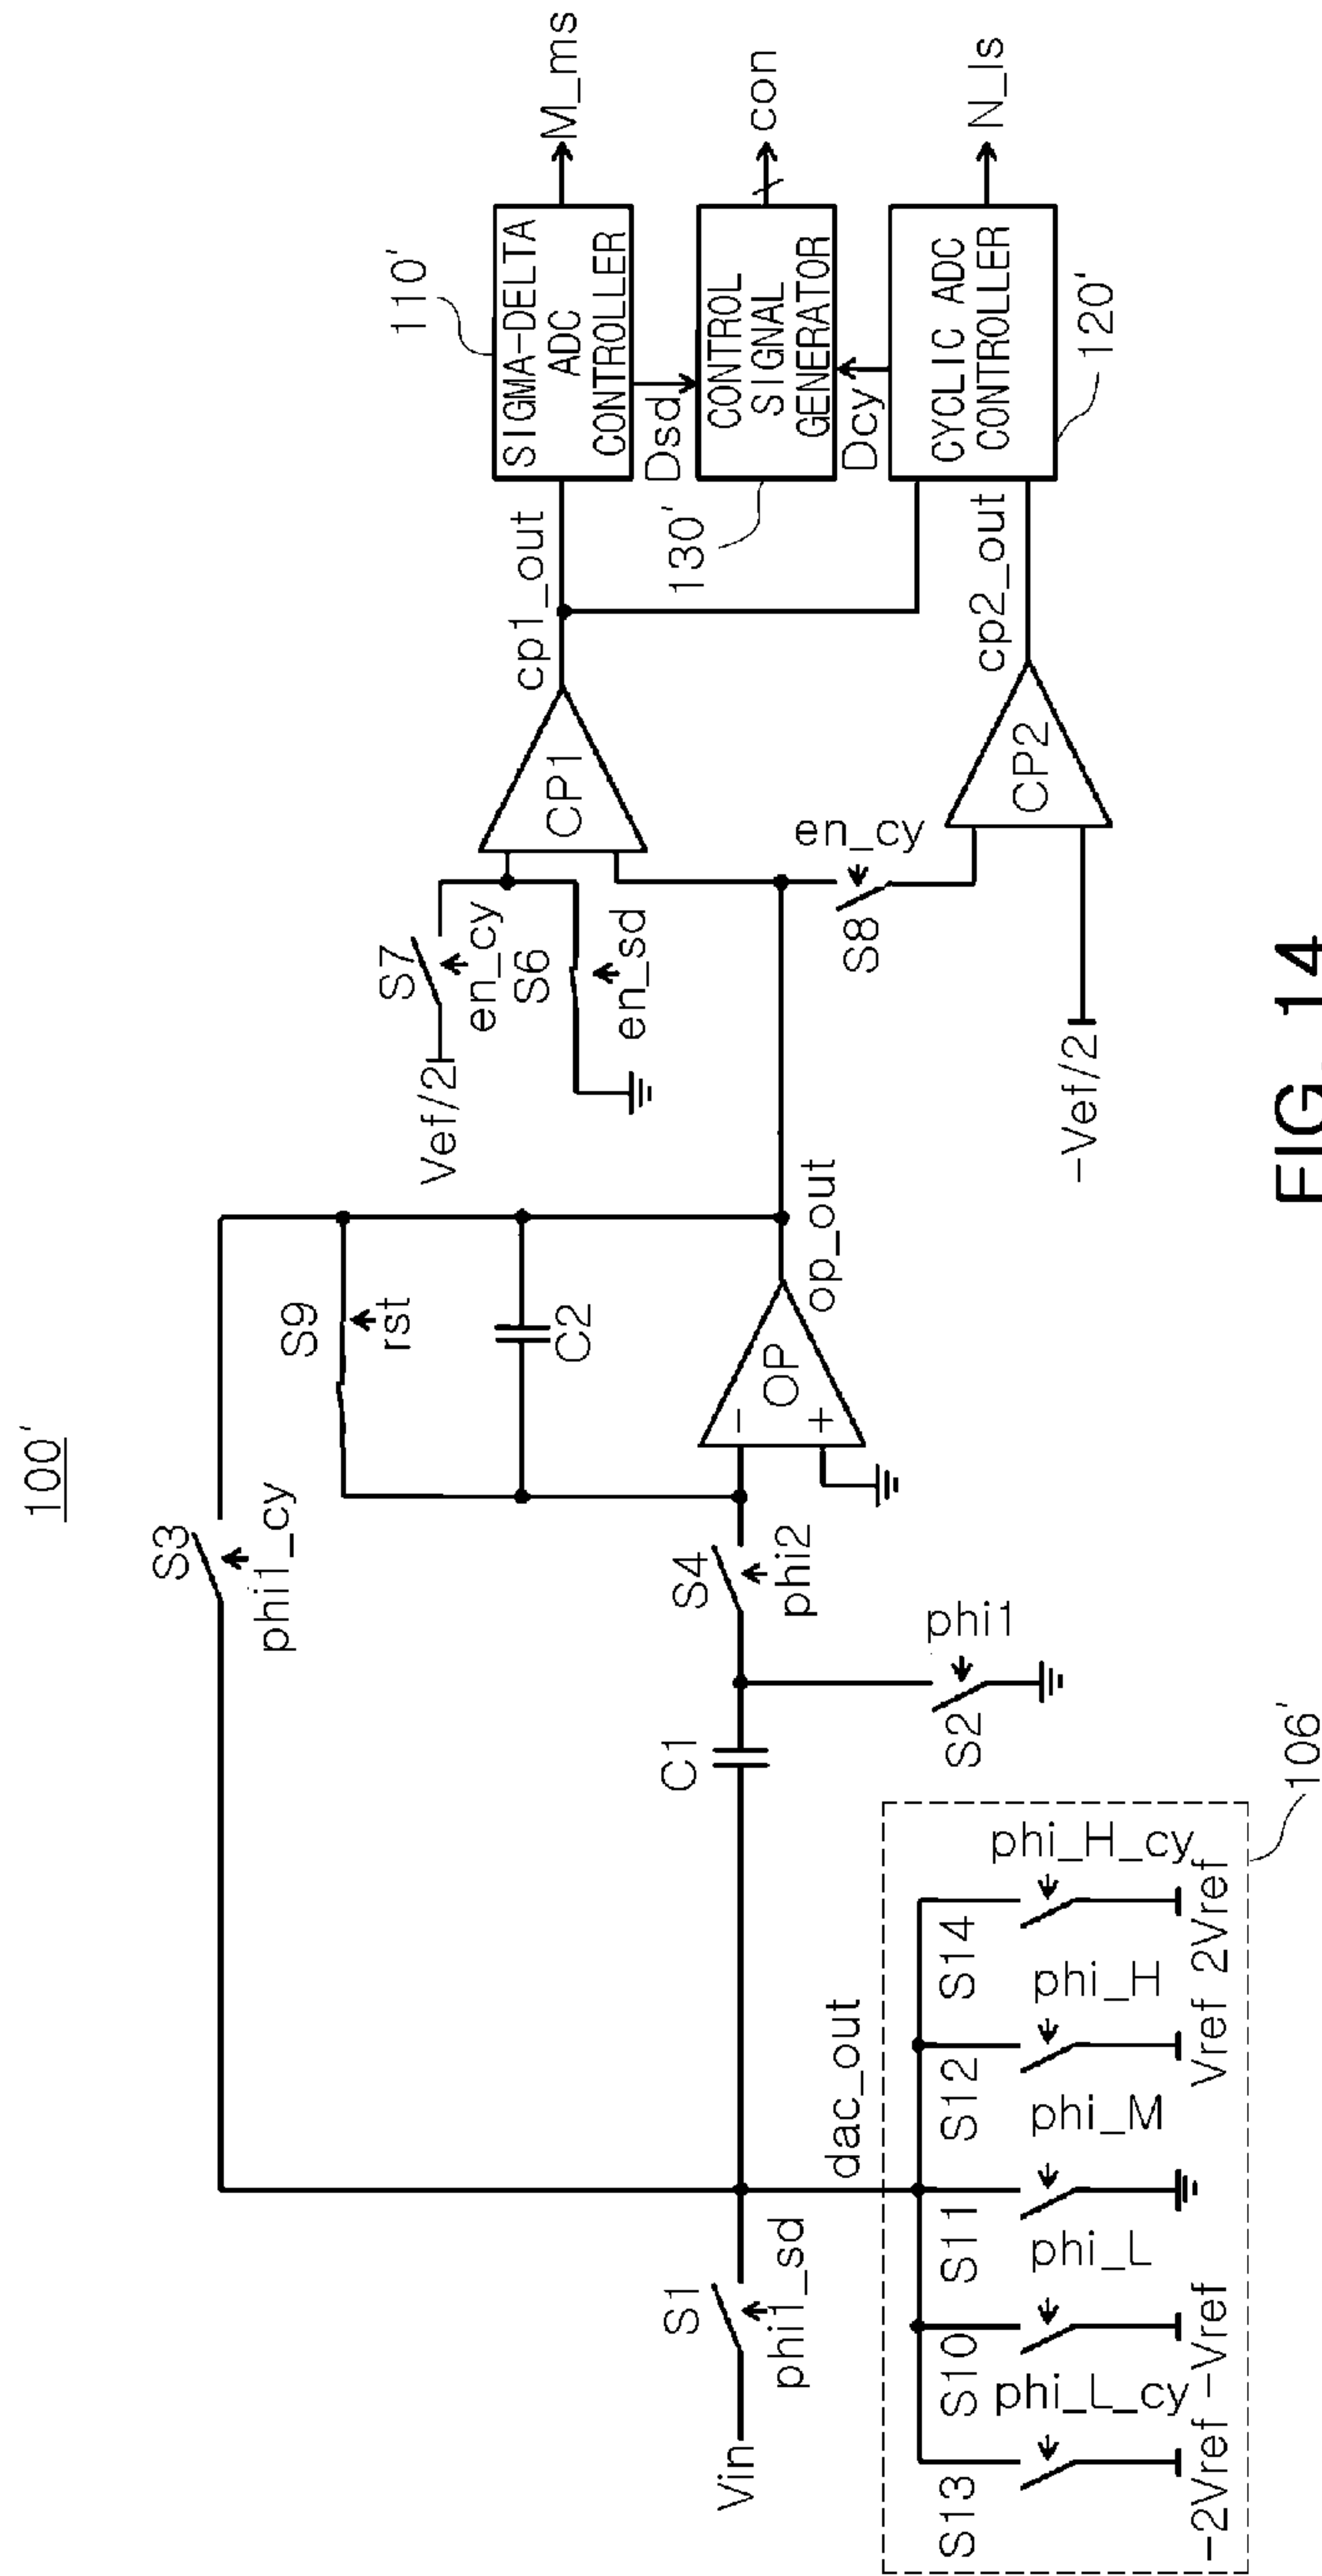 100'
S3
phi1_cy
S9
rst
C2
S4
phi2
OP
-
+
op_out
C1
phi1
S2
Vin
S1
phi1_sd
dac_out
S13
phi_L_cy
-2Vref
S10
phi_L
-Vref
S11
phi_M
S12
phi_H
Vref
S14
phi_H_cy
2Vref
106'
Vef/2
S7
en_cy
S6
en_sd
CP1
cp1_out
S8
en_cy
-Vef/2
CP2
cp2_out
110'
SIGMA-DELTA
ADC
CONTROLLER
M_ms
Dsd
130'
CONTROL
SIGNAL
GENERATOR
con
Dcy
CYCLIC ADC
CONTROLLER
N_ls
120'
FIG. 14